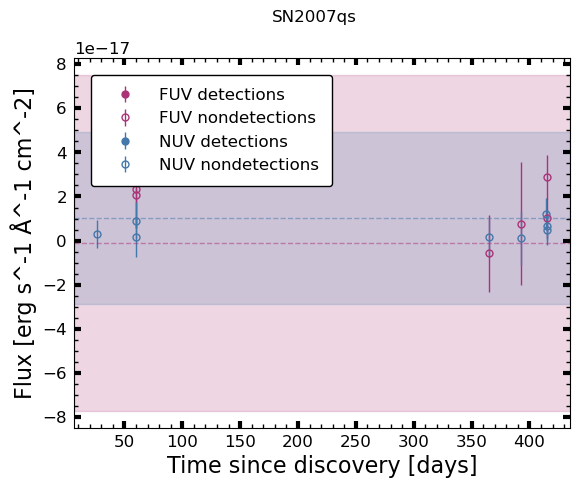 SN2007qs
1e−17
8
6
4
2
0
−2
−4
−6
−8
Flux [erg s^-1 Å^-1 cm^-2]
FUV detections
FUV nondetections
NUV detections
NUV nondetections
50
100
150
200
250
300
350
400
Time since discovery [days]